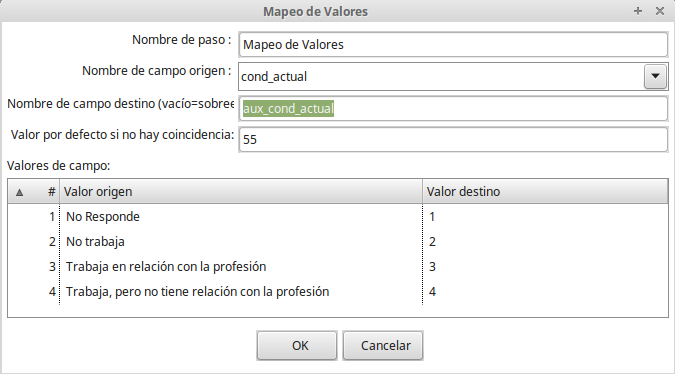 Mapeo de Valores
Nombre de paso : Mapeo de Valores
Nombre de campo origen : cond_actual
Nombre de campo destino (vacío=sobree aux_cond_actual
Valor por defecto si no hay coincidencia: 55
Valores de campo:
# Valor origen Valor destino
1 No Responde 1
2 No trabaja 2
3 Trabaja en relación con la profesión 3
4 Trabaja, pero no tiene relación con la profesión 4
OK Cancelar